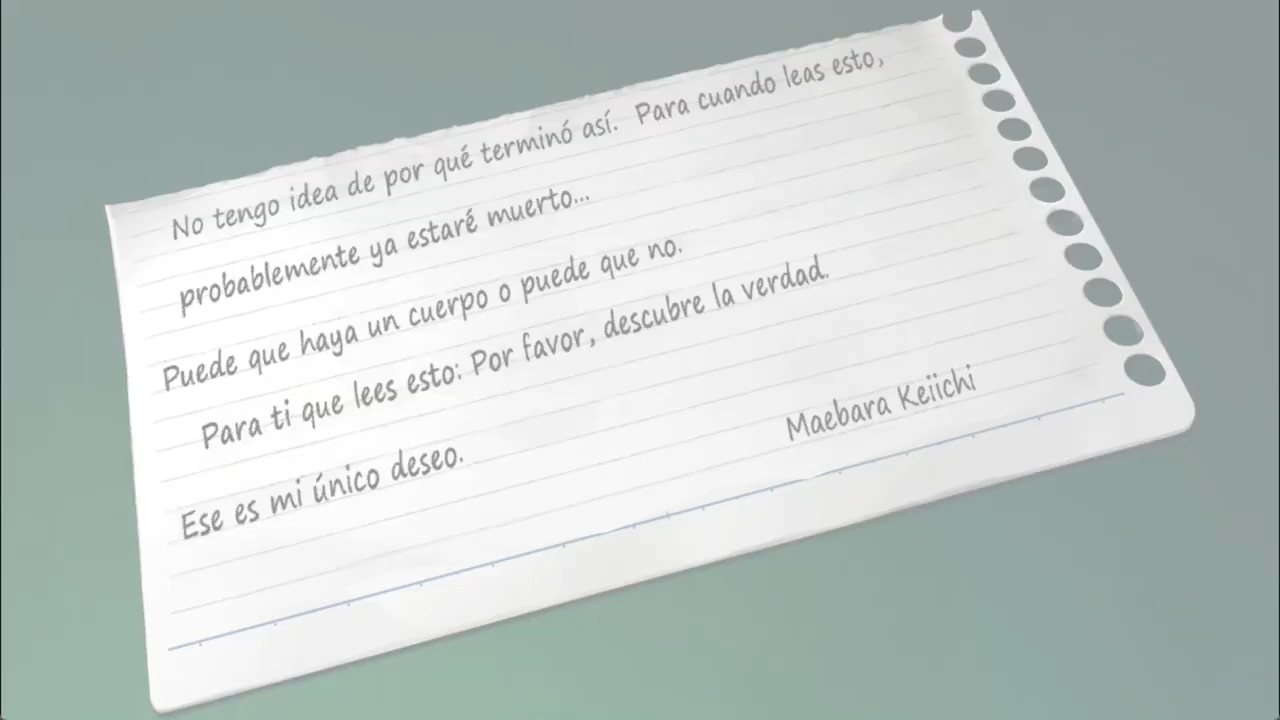 No tengo idea de por qué terminó así. Para cuando leas esto,
probablemente ya estaré muerto...
Puede que haya un cuerpo o puede que no.
Para ti que lees esto: Por favor, descubre la verdad.
Ese es mi único deseo.
Maebara Keiichi